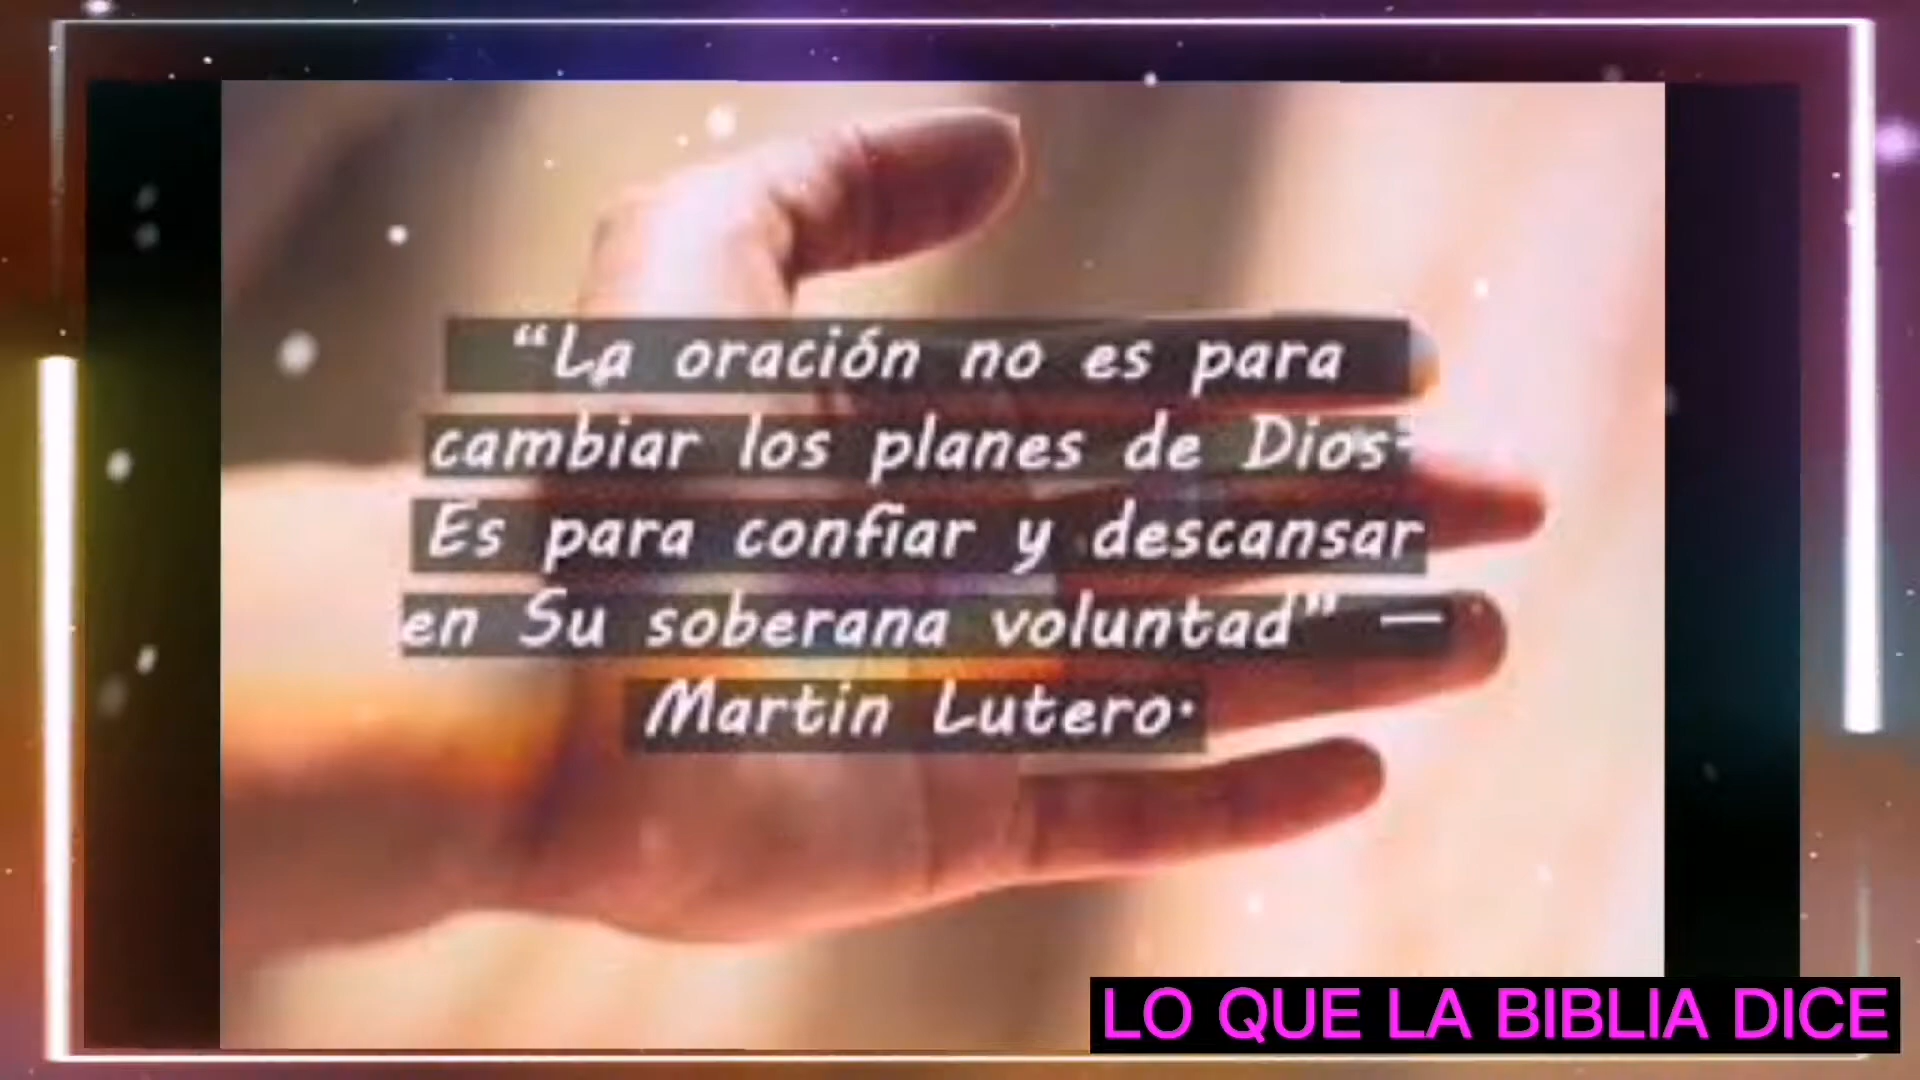 “La oración no es para
cambiar los planes de Dios.
Es para confiar y descansar
en Su soberana voluntad” —
Martin Lutero.
LO QUE LA BIBLIA DICE